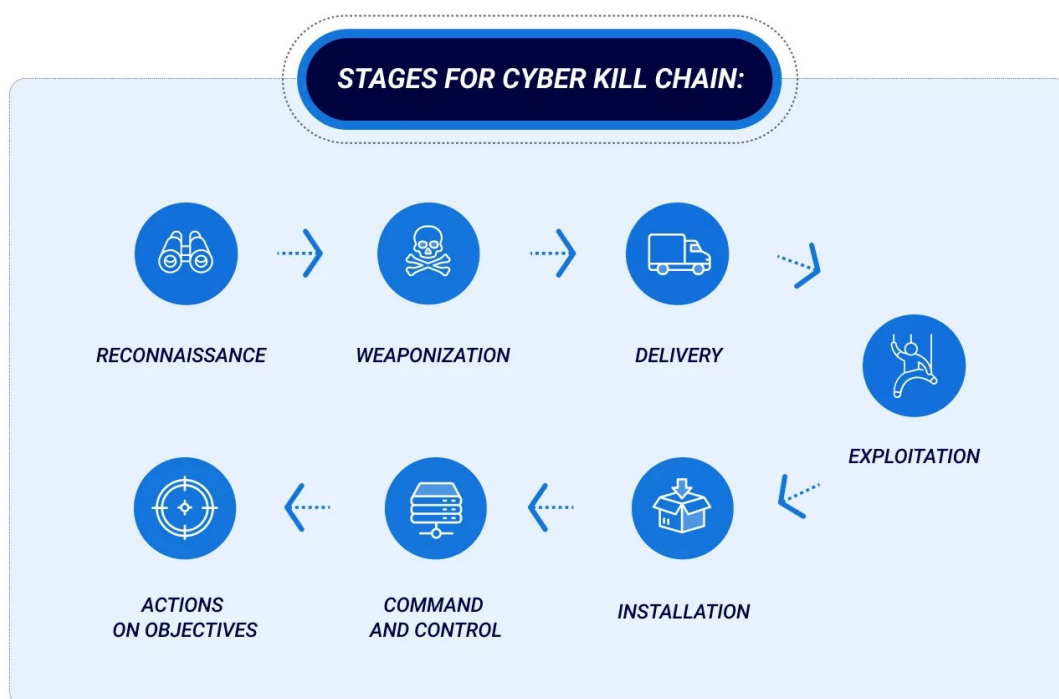 STAGES FOR CYBER KILL CHAIN:
RECONNAISSANCE
WEAPONIZATION
DELIVERY
EXPLOITATION
INSTALLATION
COMMAND
AND CONTROL
ACTIONS
ON OBJECTIVES